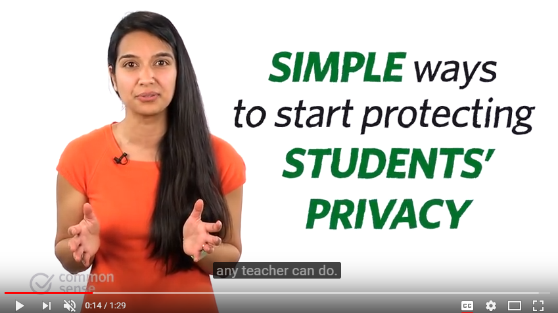 SIMPLE ways
to start protecting
STUDENTS'
PRIVACY
any teacher can do.
common
sense
0:14 / 1:29
CC